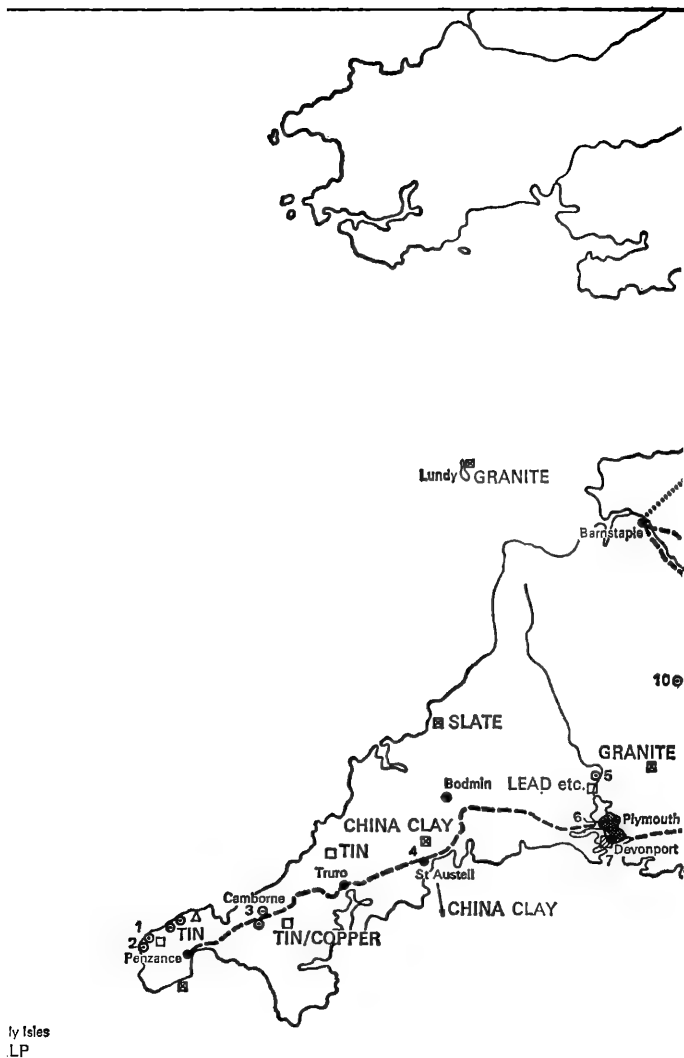 Lundy GRANITE
Barnstaple
10
SLATE
GRANITE
5
LEAD etc.
Bodmin
6 Plymouth
CHINA CLAY
Devonport
7
4
TIN
St Austell
Truro
CHINA CLAY
Camborne
3
1
TIN
TIN/COPPER
2
Penzance
ly Isles
LP